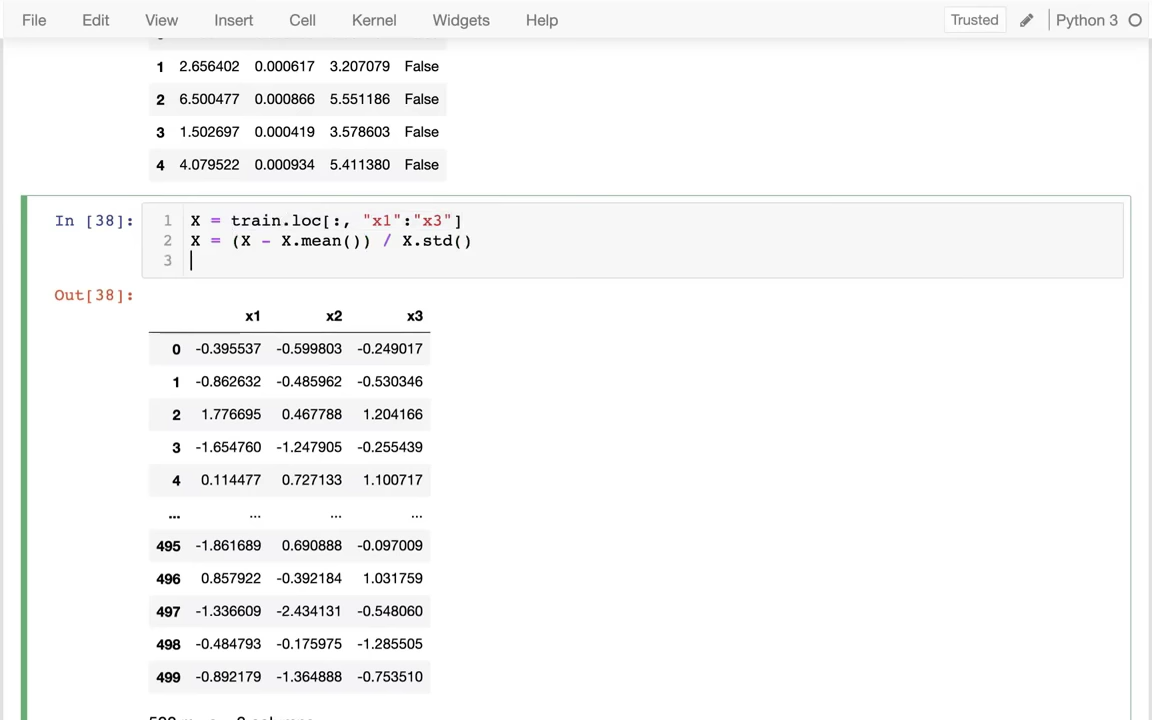 File Edit View Insert Cell Kernel Widgets Help Trusted Python 3
1 2.656402 0.000617 3.207079 False
2 6.500477 0.000866 5.551186 False
3 1.502697 0.000419 3.578603 False
4 4.079522 0.000934 5.411380 False
In [38]: 1 X = train.loc[:, "x1":"x3"]
2 X = (X - X.mean()) / X.std()
3
Out[38]:
x1 x2 x3
0 -0.395537 -0.599803 -0.249017
1 -0.862632 -0.485962 -0.530346
2 1.776695 0.467788 1.204166
3 -1.654760 -1.247905 -0.255439
4 0.114477 0.727133 1.100717
... ... ... ...
495 -1.861689 0.690888 -0.097009
496 0.857922 -0.392184 1.031759
497 -1.336609 -2.434131 -0.548060
498 -0.484793 -0.175975 -1.285505
499 -0.892179 -1.364888 -0.753510